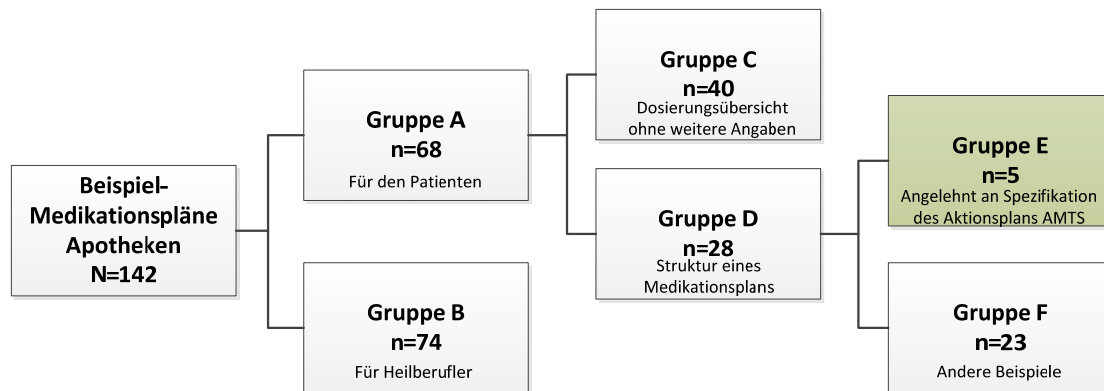 Beispiel-
Medikationspläne
Apotheken
N=142
Gruppe A
n=68
Für den Patienten
Gruppe B
n=74
Für Heilberufler
Gruppe C
n=40
Dosierungsübersicht
ohne weitere Angaben
Gruppe D
n=28
Struktur eines
Medikationsplans
Gruppe E
n=5
Angelehnt an Spezifikation
des Aktionsplans AMTS
Gruppe F
n=23
Andere Beispiele